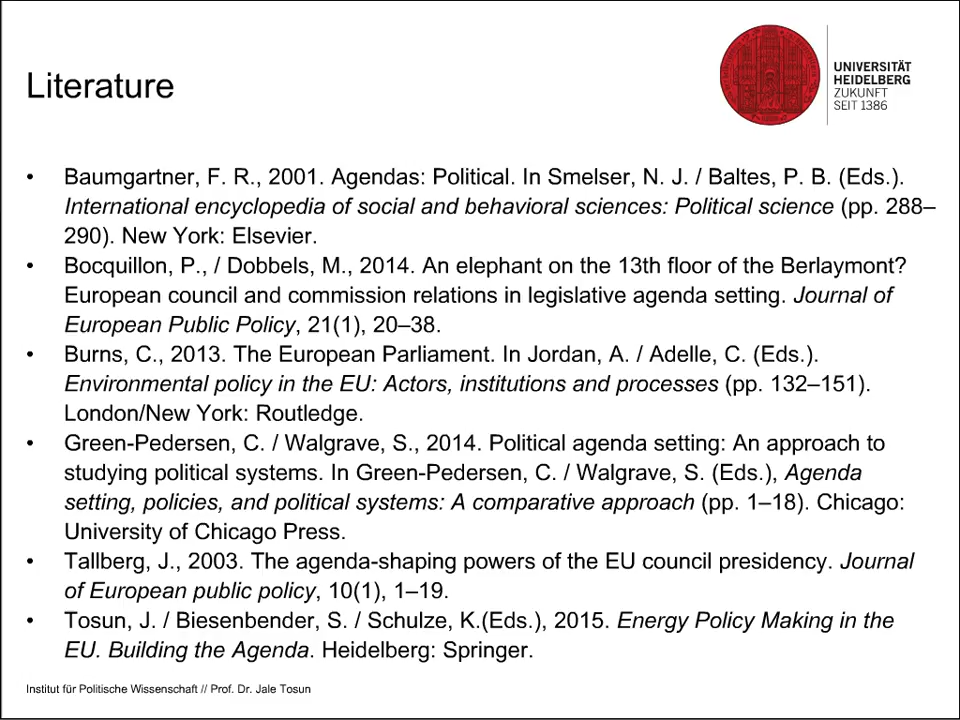 Literature
UNIVERSITÄT
HEIDELBERG
ZUKUNFT
SEIT 1386
• Baumgartner, F. R., 2001. Agendas: Political. In Smelser, N. J. / Baltes, P. B. (Eds.).
International encyclopedia of social and behavioral sciences: Political science (pp. 288–
290). New York: Elsevier.
• Bocquillon, P., / Dobbels, M., 2014. An elephant on the 13th floor of the Berlaymont?
European council and commission relations in legislative agenda setting. Journal of
European Public Policy, 21(1), 20–38.
• Burns, C., 2013. The European Parliament. In Jordan, A. / Adelle, C. (Eds.).
Environmental policy in the EU: Actors, institutions and processes (pp. 132–151).
London/New York: Routledge.
• Green-Pedersen, C. / Walgrave, S., 2014. Political agenda setting: An approach to
studying political systems. In Green-Pedersen, C. / Walgrave, S. (Eds.), Agenda
setting, policies, and political systems: A comparative approach (pp. 1–18). Chicago:
University of Chicago Press.
• Tallberg, J., 2003. The agenda-shaping powers of the EU council presidency. Journal
of European public policy, 10(1), 1–19.
• Tosun, J. / Biesenbender, S. / Schulze, K.(Eds.), 2015. Energy Policy Making in the
EU. Building the Agenda. Heidelberg: Springer.
Institut für Politische Wissenschaft // Prof. Dr. Jale Tosun